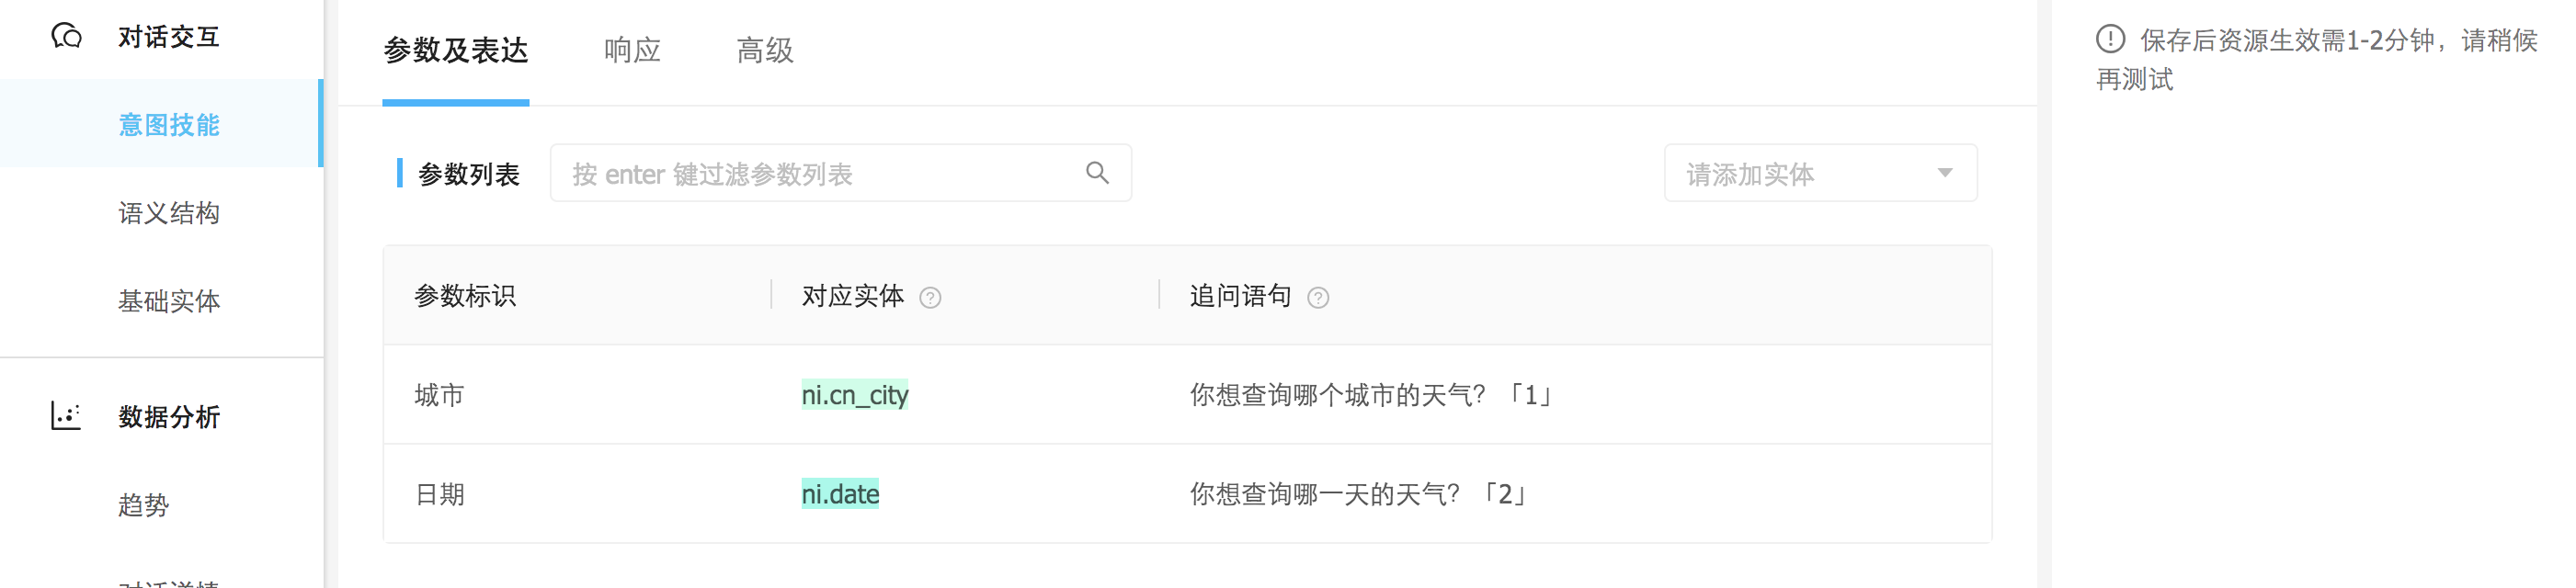 对话交互
意图技能
语义结构
基础实体
数据分析
趋势
参数及表达
响应
高级
参数列表
按 enter 键过滤参数列表
请添加实体
参数标识
对应实体
追问语句
城市
ni.cn_city
你想查询哪个城市的天气？「1」
日期
ni.date
你想查询哪一天的天气？「2」
保存后资源生效需1-2分钟，请稍候
再测试